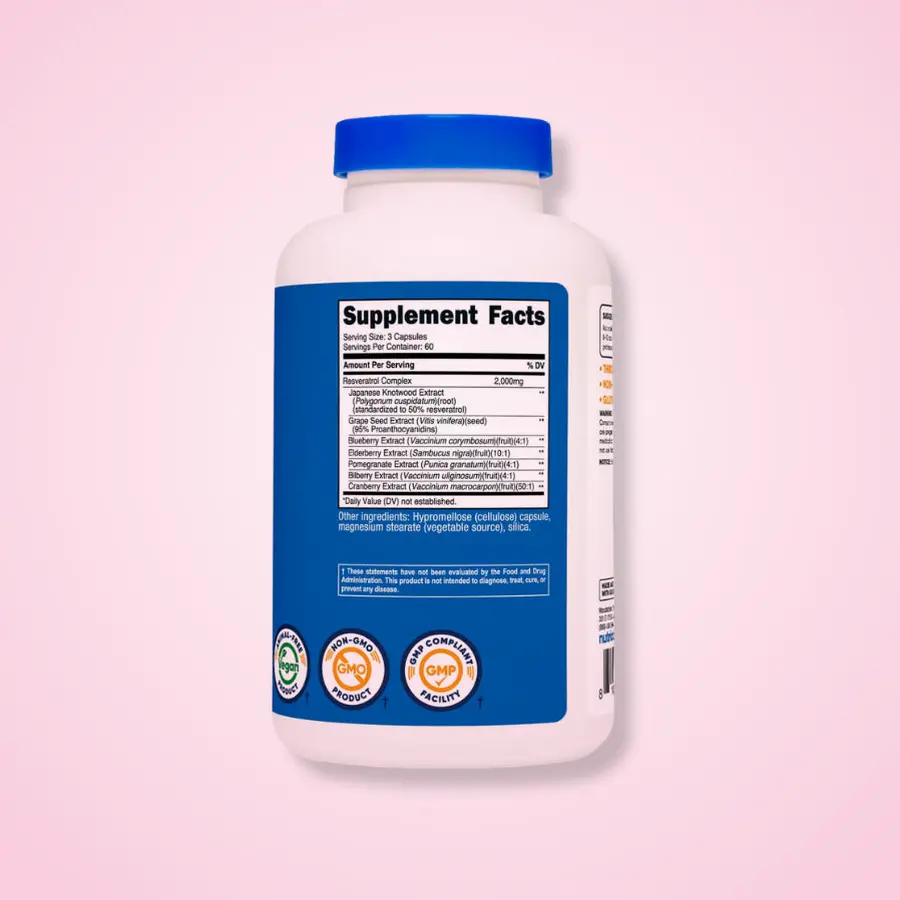 Supplement Facts
Serving Size: 3 Capsules
Servings Per Container: 60
Amount Per Serving % DV
Resveratrol Complex 2,000mg
Japanese Knotwood Extract **
(Polygonum cuspidatum)(root)
(standardized to 50% resveratrol)
Grape Seed Extract (Vitis vinifera)(seed) **
(95% Proanthocyanidins)
Blueberry Extract (Vaccinium corymbosum)(fruit)(4:1) **
Elderberry Extract (Sambucus nigra)(fruit)(10:1) **
Pomegranate Extract (Punica granatum)(fruit)(4:1) **
Bilberry Extract (Vaccinium uliginosum)(fruit)(4:1) **
Cranberry Extract (Vaccinium macrocarpon)(fruit)(50:1) **
*Daily Value (DV) not established.
Other ingredients: Hypromellose (cellulose) capsule,
magnesium stearate (vegetable source), silica.
† These statements have not been evaluated by the Food and Drug
Administration. This product is not intended to diagnose, treat, cure, or
prevent any disease.
Vegan
PRODUCT †
NON-GMO
GMO
PRODUCT †
GMP COMPLIANT
GMP
FACILITY †